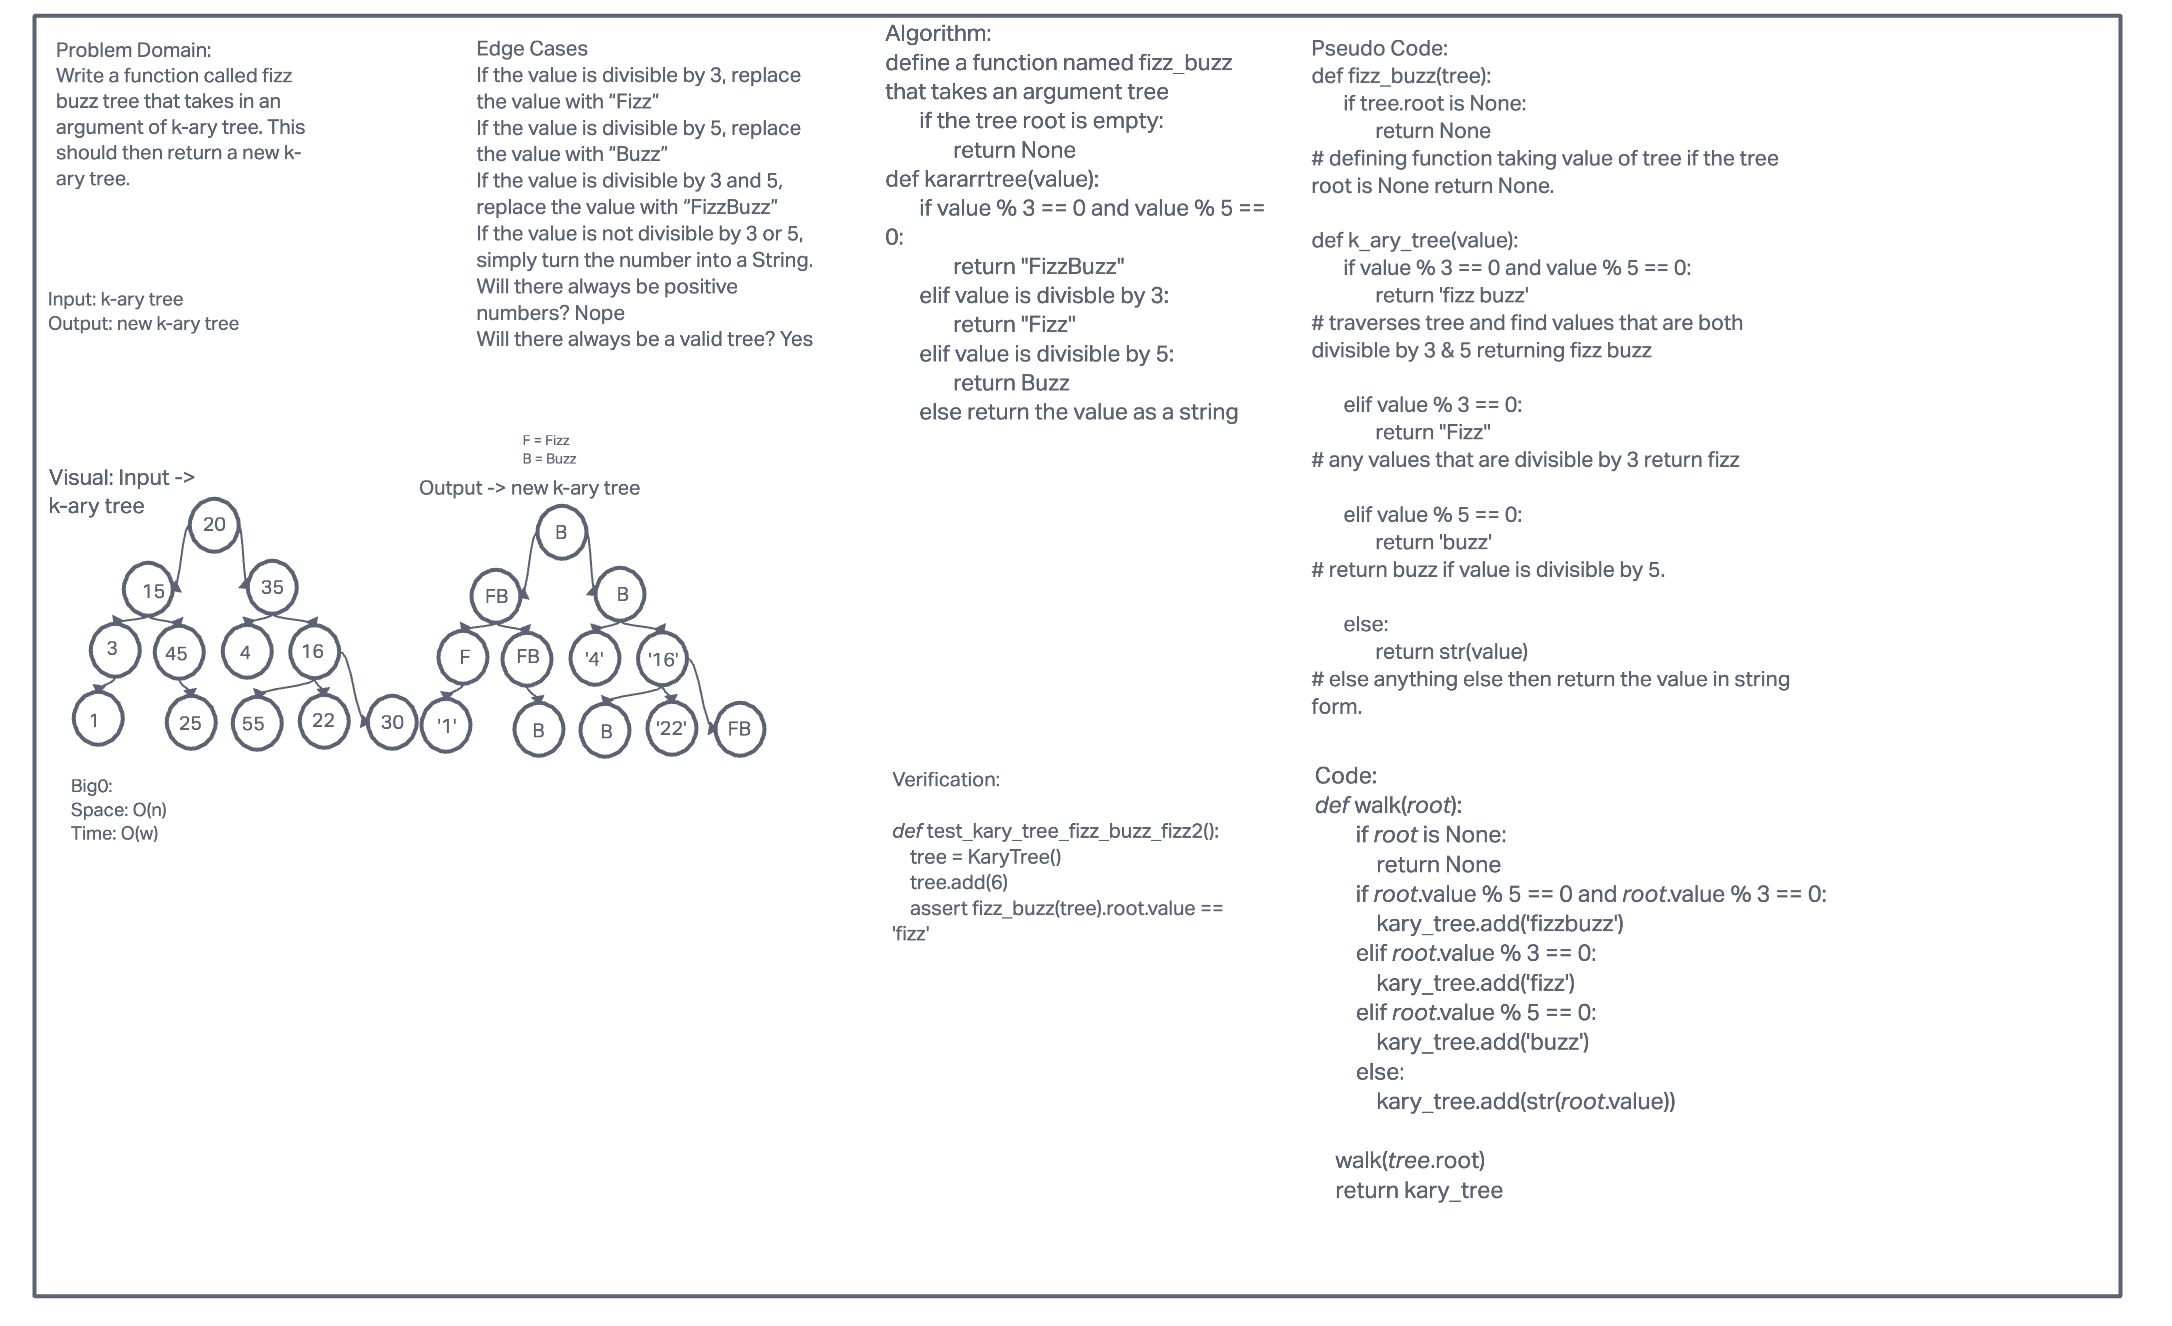 Problem Domain:
Write a function called fizz
buzz tree that takes in an
argument of k-ary tree. This
should then return a new k-
ary tree.
Input: k-ary tree
Output: new k-ary tree
Edge Cases
If the value is divisible by 3, replace
the value with “Fizz”
If the value is divisible by 5, replace
the value with “Buzz”
If the value is divisible by 3 and 5,
replace the value with “FizzBuzz”
If the value is not divisible by 3 or 5,
simply turn the number into a String.
Will there always be positive
numbers? Nope
Will there always be a valid tree? Yes
Visual: Input ->
k-ary tree
20
15
35
3
45
4
16
1
25
55
22
30
F = Fizz
B = Buzz
Output -> new k-ary tree
B
FB
B
F
FB
'4'
'16'
'1'
B
B
'22'
FB
Big0:
Space: O(n)
Time: O(w)
Algorithm:
define a function named fizz_buzz
that takes an argument tree
if the tree root is empty:
return None
def kararrtree(value):
if value % 3 == 0 and value % 5 ==
0:
return "FizzBuzz"
elif value is divisble by 3:
return "Fizz"
elif value is divisible by 5:
return Buzz
else return the value as a string
Verification:
def test_kary_tree_fizz_buzz_fizz2():
tree = KaryTree()
tree.add(6)
assert fizz_buzz(tree).root.value ==
'fizz'
Pseudo Code:
def fizz_buzz(tree):
if tree.root is None:
return None
# defining function taking value of tree if the tree
root is None return None.
def k_ary_tree(value):
if value % 3 == 0 and value % 5 == 0:
return 'fizz buzz'
# traverses tree and find values that are both
divisible by 3 & 5 returning fizz buzz
elif value % 3 == 0:
return "Fizz"
# any values that are divisible by 3 return fizz
elif value % 5 == 0:
return 'buzz'
# return buzz if value is divisible by 5.
else:
return str(value)
# else anything else then return the value in string
form.
Code:
def walk(root):
if root is None:
return None
if root.value % 5 == 0 and root.value % 3 == 0:
kary_tree.add('fizzbuzz')
elif root.value % 3 == 0:
kary_tree.add('fizz')
elif root.value % 5 == 0:
kary_tree.add('buzz')
else:
kary_tree.add(str(root.value))
walk(tree.root)
return kary_tree